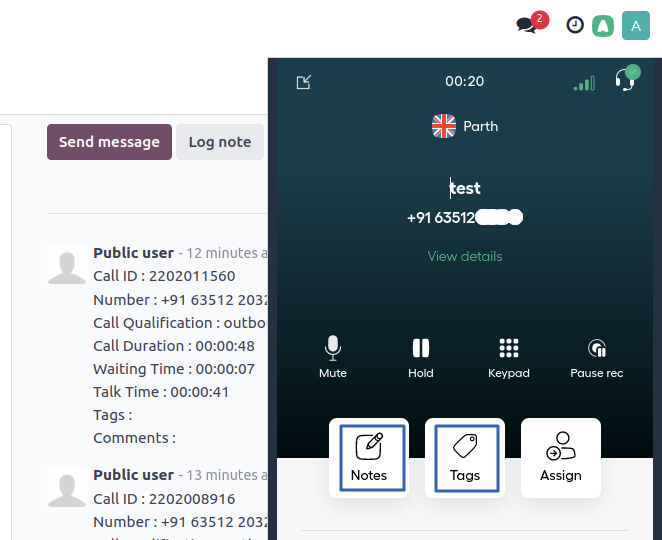 2
A
00:20
Parth
Send message
Log note
test
+91 63512
View details
Public user - 12 minutes a
Call ID : 2202011560
Number : +91 63512 2032
Call Qualification : outbou
Call Duration : 00:00:48
Waiting Time : 00:00:07
Talk Time : 00:00:41
Tags :
Comments :
Mute
Hold
Keypad
Pause rec
Notes
Tags
Assign
Public user - 13 minutes a
Call ID : 2202008916
Number : +91 63512 2032